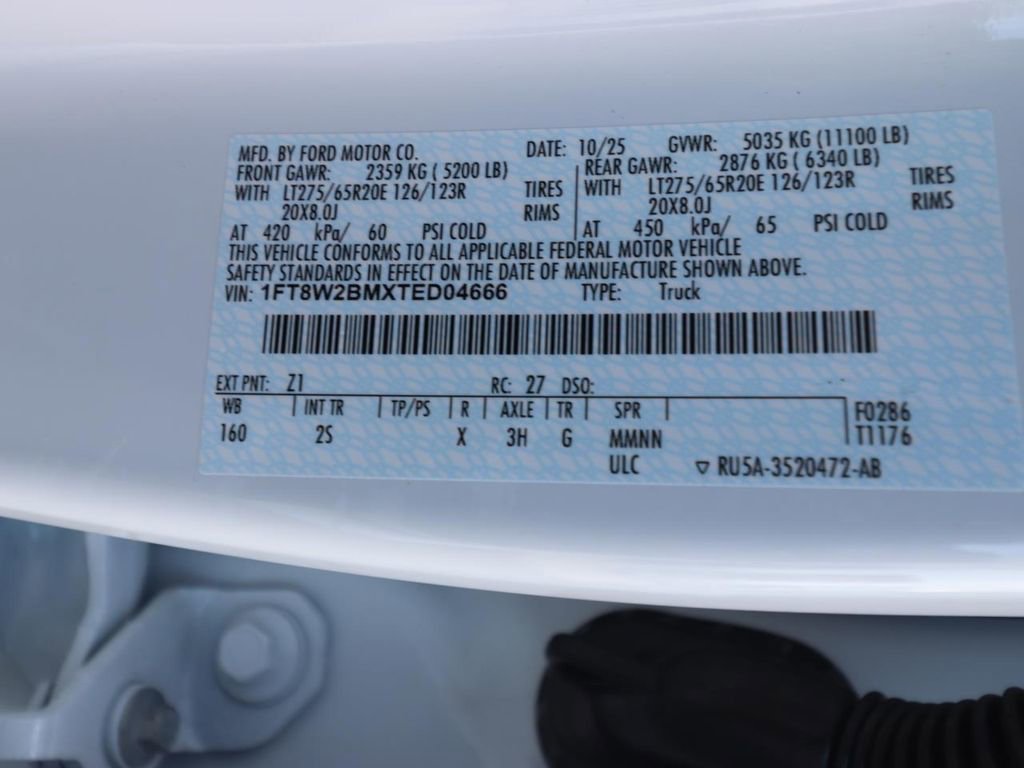 MFD. BY FORD MOTOR CO. DATE: 10/25 GVWR: 5035 KG (11100 LB)
FRONT GAWR: 2359 KG ( 5200 LB) REAR GAWR: 2876 KG ( 6340 LB)
WITH LT275/65R20E 126/123R TIRES WITH LT275/65R20E 126/123R TIRES
20X8.0J RIMS 20X8.0J RIMS
AT 420 kPa/ 60 PSI COLD AT 450 kPa/ 65 PSI COLD
THIS VEHICLE CONFORMS TO ALL APPLICABLE FEDERAL MOTOR VEHICLE
SAFETY STANDARDS IN EFFECT ON THE DATE OF MANUFACTURE SHOWN ABOVE.
VIN: 1FT8W2BMXTED04666 TYPE: Truck
EXT PNT: Z1 RC: 27 DSO:
WB INT TR TP/PS R AXLE TR SPR F0286
160 2S X 3H G MMNN T1176
ULC ▽ RU5A-3520472-AB